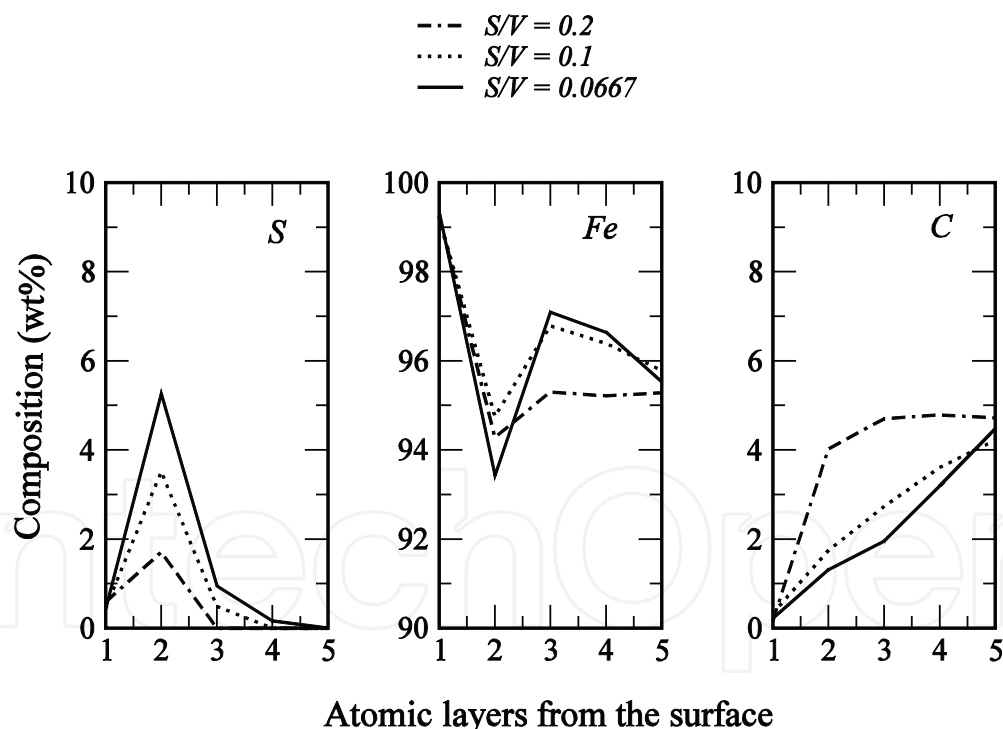 S/V = 0.2
S/V = 0.1
S/V = 0.0667
Composition (wt%)
10
8
6
4
2
0
S
1 2 3 4 5
100
98
96
94
92
90
Fe
1 2 3 4 5
10
8
6
4
2
0
C
1 2 3 4 5
Atomic layers from the surface
ntechOpen